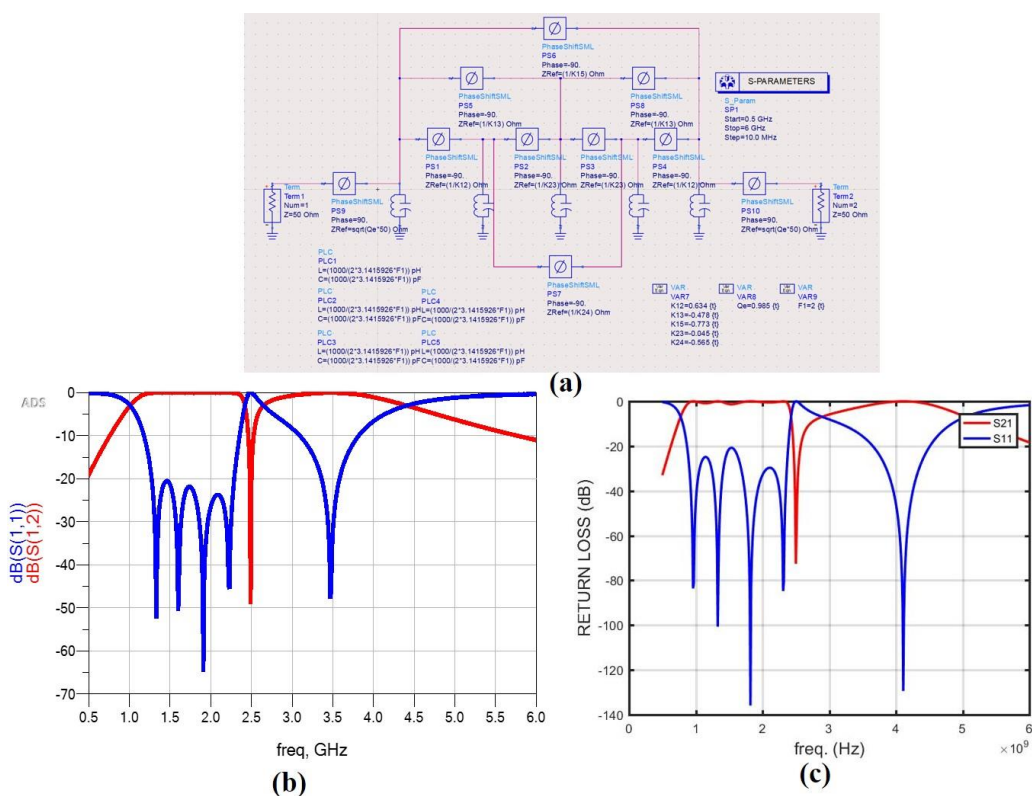 PhaseShiftSML
PS6
Phase=-90.
ZRef=(1/K15) Ohm
PhaseShiftSML
PS5
Phase=-90.
ZRef=(1/K13) Ohm
PhaseShiftSML
PS8
Phase=-90.
ZRef=(1/K13) Ohm
S-PARAMETERS
S_Param
SP1
Start=0.5 GHz
Stop=6 GHz
Step=10.0 MHz
PhaseShiftSML
PS1
Phase=-90.
ZRef=(1/K12) Ohm
PhaseShiftSML
PS2
Phase=-90.
ZRef=(1/K23) Ohm
PhaseShiftSML
PS3
Phase=-90.
ZRef=(1/K23) Ohm
PhaseShiftSML
PS4
Phase=-90.
ZRef=(1/K12) Ohm
Term
Term1
Num=1
Z=50 Ohm
PhaseShiftSML
PS9
Phase=90.
ZRef=sqrt(Qe*50) Ohm
PhaseShiftSML
PS10
Phase=90.
ZRef=sqrt(Qe*50) Ohm
Term
Term2
Num=2
Z=50 Ohm
PLC
PLC1
L=(1000/(2*3.1415926*F1)) pH
C=(1000/(2*3.1415926*F1)) pF
PLC
PLC2
L=(1000/(2*3.1415926*F1)) pH
C=(1000/(2*3.1415926*F1)) pF
PLC
PLC4
L=(1000/(2*3.1415926*F1)) pH
C=(1000/(2*3.1415926*F1)) pF
PLC
PLC3
L=(1000/(2*3.1415926*F1)) pH
C=(1000/(2*3.1415926*F1)) pF
PLC
PLC5
L=(1000/(2*3.1415926*F1)) pH
C=(1000/(2*3.1415926*F1)) pF
PhaseShiftSML
PS7
Phase=-90.
ZRef=(1/K24) Ohm
Var Eqn
VAR
VAR7
K12=0.634 {t}
K13=-0.478 {t}
K15=-0.773 {t}
K23=-0.045 {t}
K24=-0.565 {t}
Var Eqn
VAR
VAR8
Qe=0.985 {t}
Var Eqn
VAR
VAR9
F1=2 {t}
(a)
ADS
dB(S(1,1))
dB(S(1,2))
0
-10
-20
-30
-40
-50
-60
-70
0.5 1.0 1.5 2.0 2.5 3.0 3.5 4.0 4.5 5.0 5.5 6.0
freq, GHz
(b)
RETURN LOSS (dB)
0
-20
-40
-60
-80
-100
-120
-140
S21
S11
0 1 2 3 4 5 6
freq. (Hz)
×10⁹
(c)